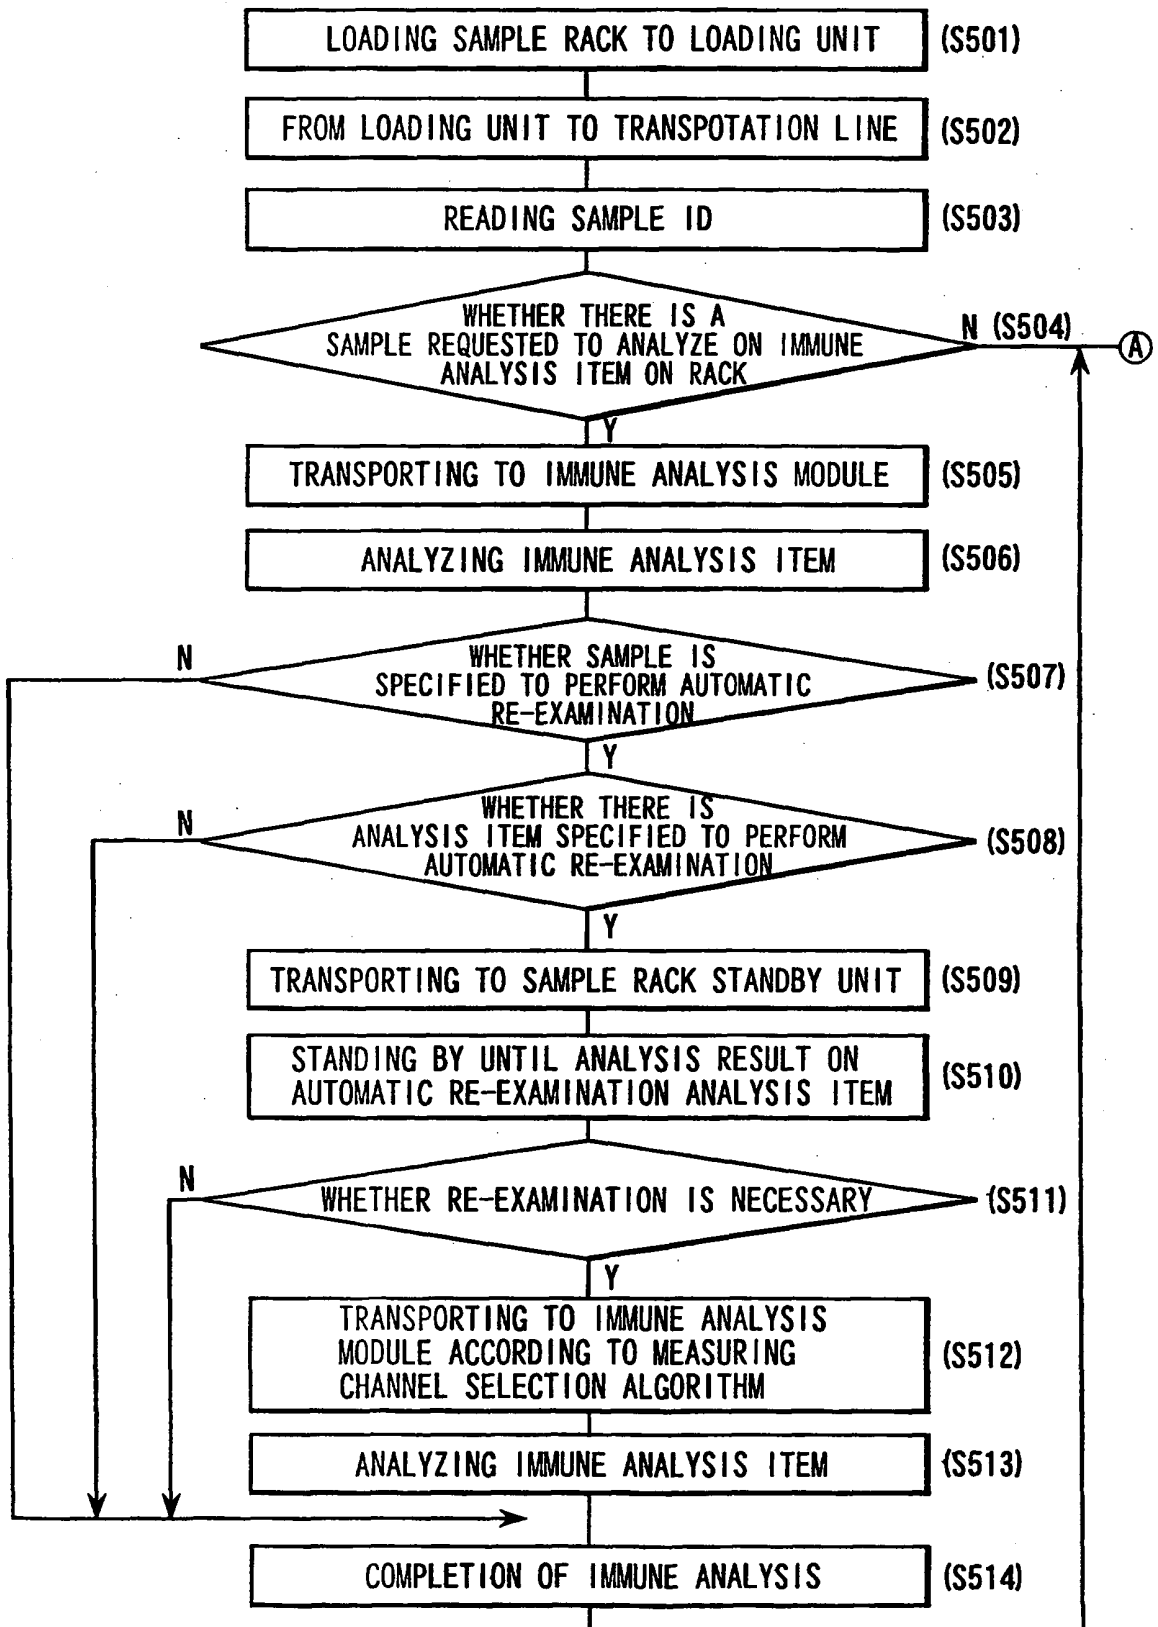 LOADING SAMPLE RACK TO LOADING UNIT (S501)
FROM LOADING UNIT TO TRANSPOTATION LINE (S502)
READING SAMPLE ID (S503)
WHETHER THERE IS A
SAMPLE REQUESTED TO ANALYZE ON IMMUNE
ANALYSIS ITEM ON RACK
N (S504)
A
Y
TRANSPORTING TO IMMUNE ANALYSIS MODULE (S505)
ANALYZING IMMUNE ANALYSIS ITEM (S506)
N
WHETHER SAMPLE IS
SPECIFIED TO PERFORM AUTOMATIC
RE-EXAMINATION
(S507)
Y
N
WHETHER THERE IS
ANALYSIS ITEM SPECIFIED TO PERFORM
AUTOMATIC RE-EXAMINATION
(S508)
Y
TRANSPORTING TO SAMPLE RACK STANDBY UNIT (S509)
STANDING BY UNTIL ANALYSIS RESULT ON
AUTOMATIC RE-EXAMINATION ANALYSIS ITEM
(S510)
N
WHETHER RE-EXAMINATION IS NECESSARY (S511)
Y
TRANSPORTING TO IMMUNE ANALYSIS
MODULE ACCORDING TO MEASURING
CHANNEL SELECTION ALGORITHM
(S512)
ANALYZING IMMUNE ANALYSIS ITEM (S513)
COMPLETION OF IMMUNE ANALYSIS (S514)